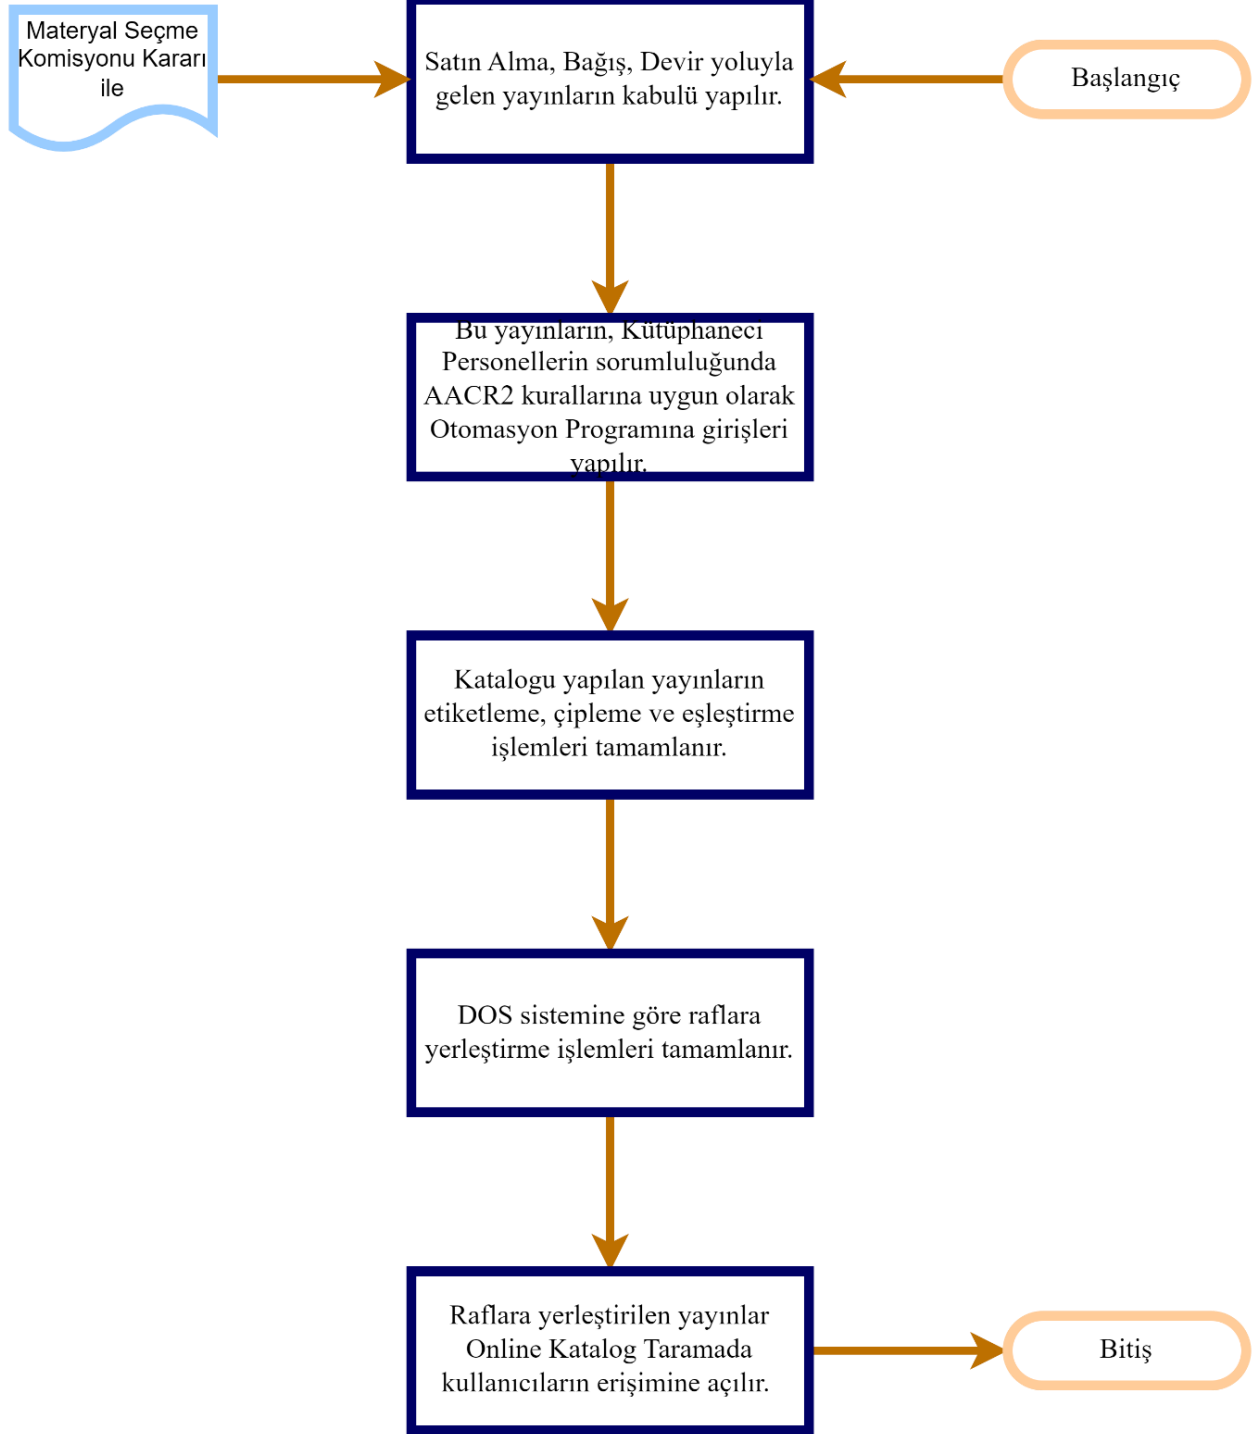 Materyal Seçme
Komisyonu Kararı
ile
Satın Alma, Bağış, Devir yoluyla
gelen yayınların kabulü yapılır.
Başlangıç
Bu yayınların, Kütüphaneci
Personellerin sorumluluğunda
AACR2 kurallarına uygun olarak
Otomasyon Programına girişleri
yapılır.
Katalogu yapılan yayınların
etiketleme, çipleme ve eşleştirme
işlemleri tamamlanır.
DOS sistemine göre raflara
yerleştirme işlemleri tamamlanır.
Raflara yerleştirilen yayınlar
Online Katalog Taramada
kullanıcıların erişimine açılır.
Bitiş